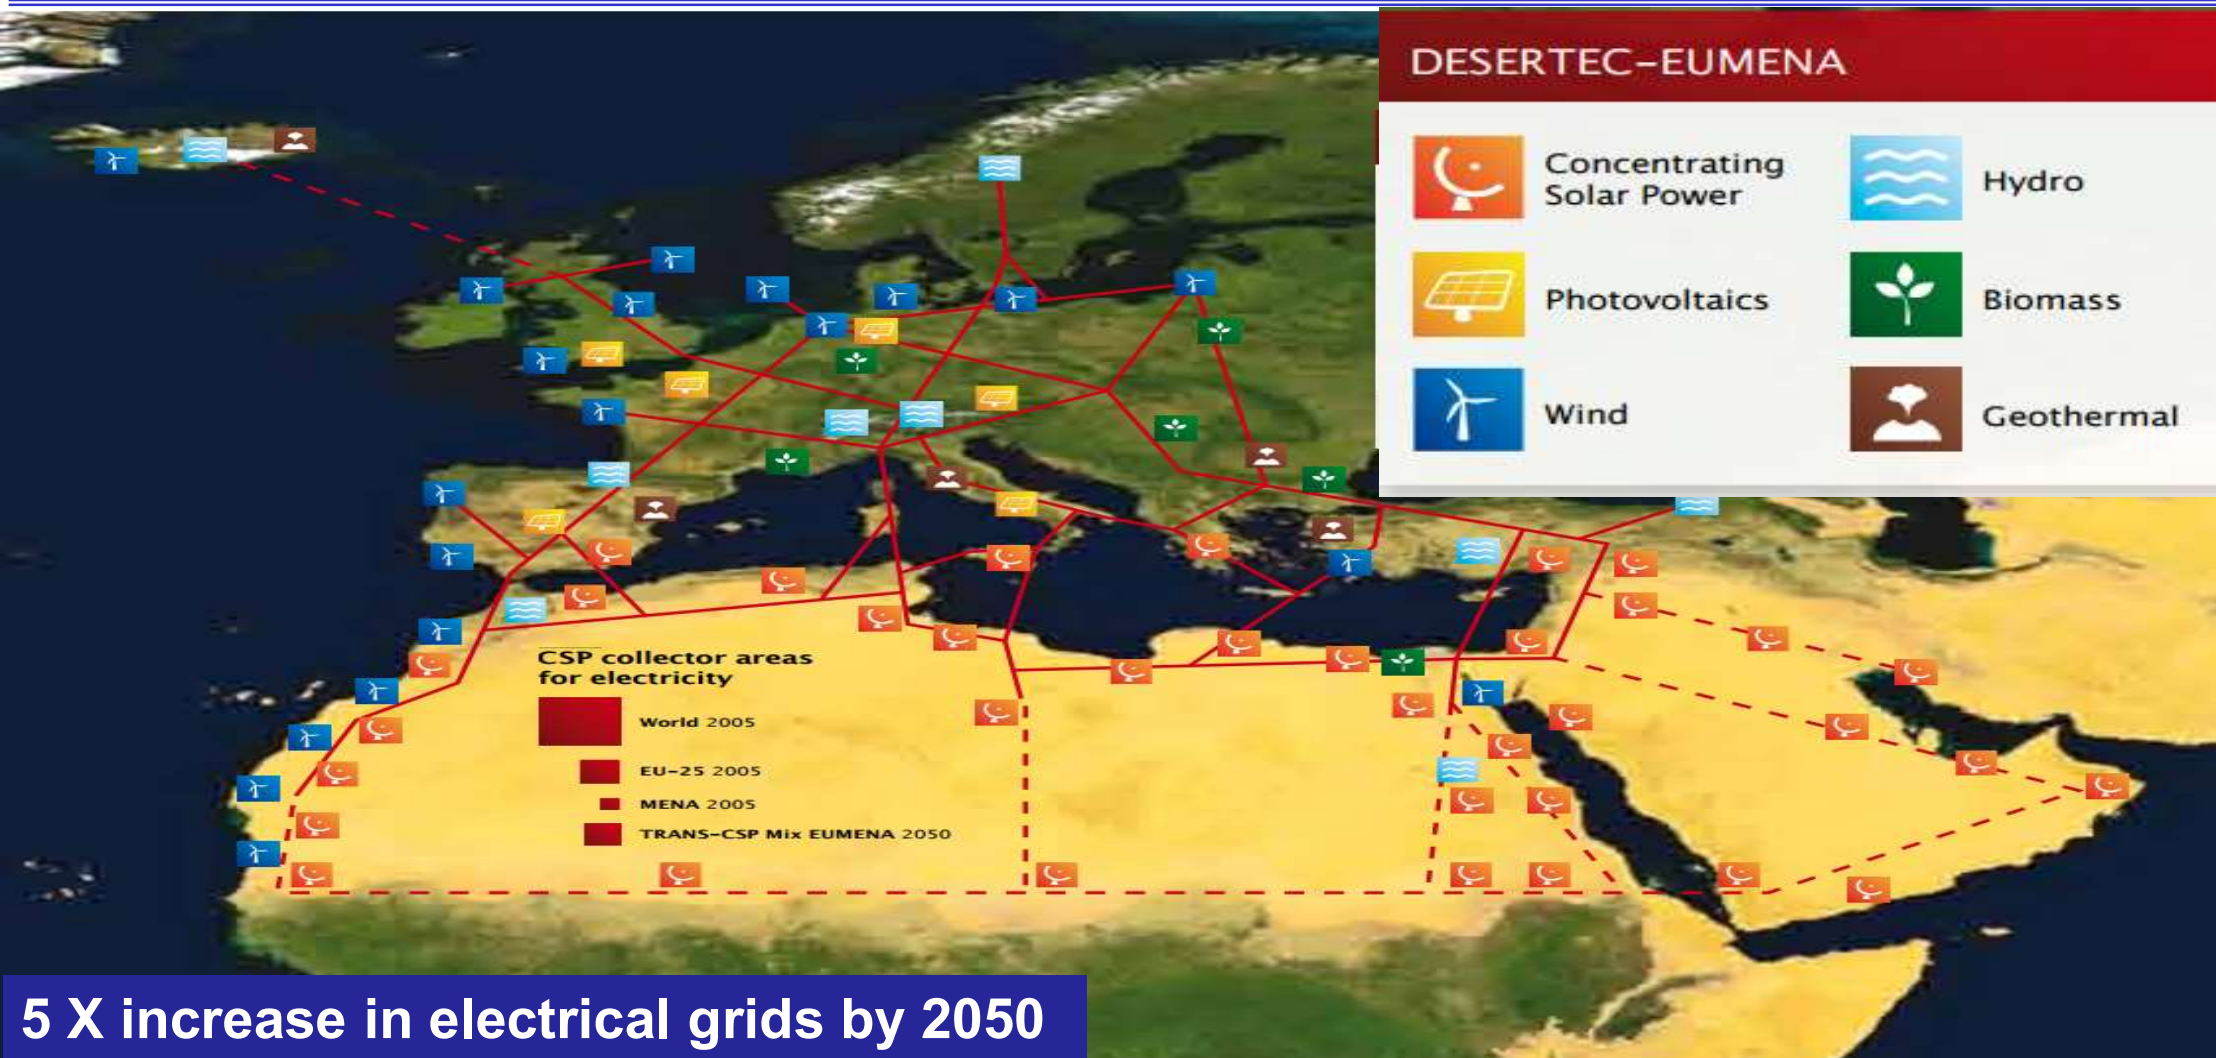 DESERTEC–EUMENA
Concentrating
Solar Power
Hydro
Photovoltaics
Biomass
Wind
Geothermal
CSP collector areas
for electricity
World 2005
EU–25 2005
MENA 2005
TRANS–CSP Mix EUMENA 2050
5 X increase in electrical grids by 2050